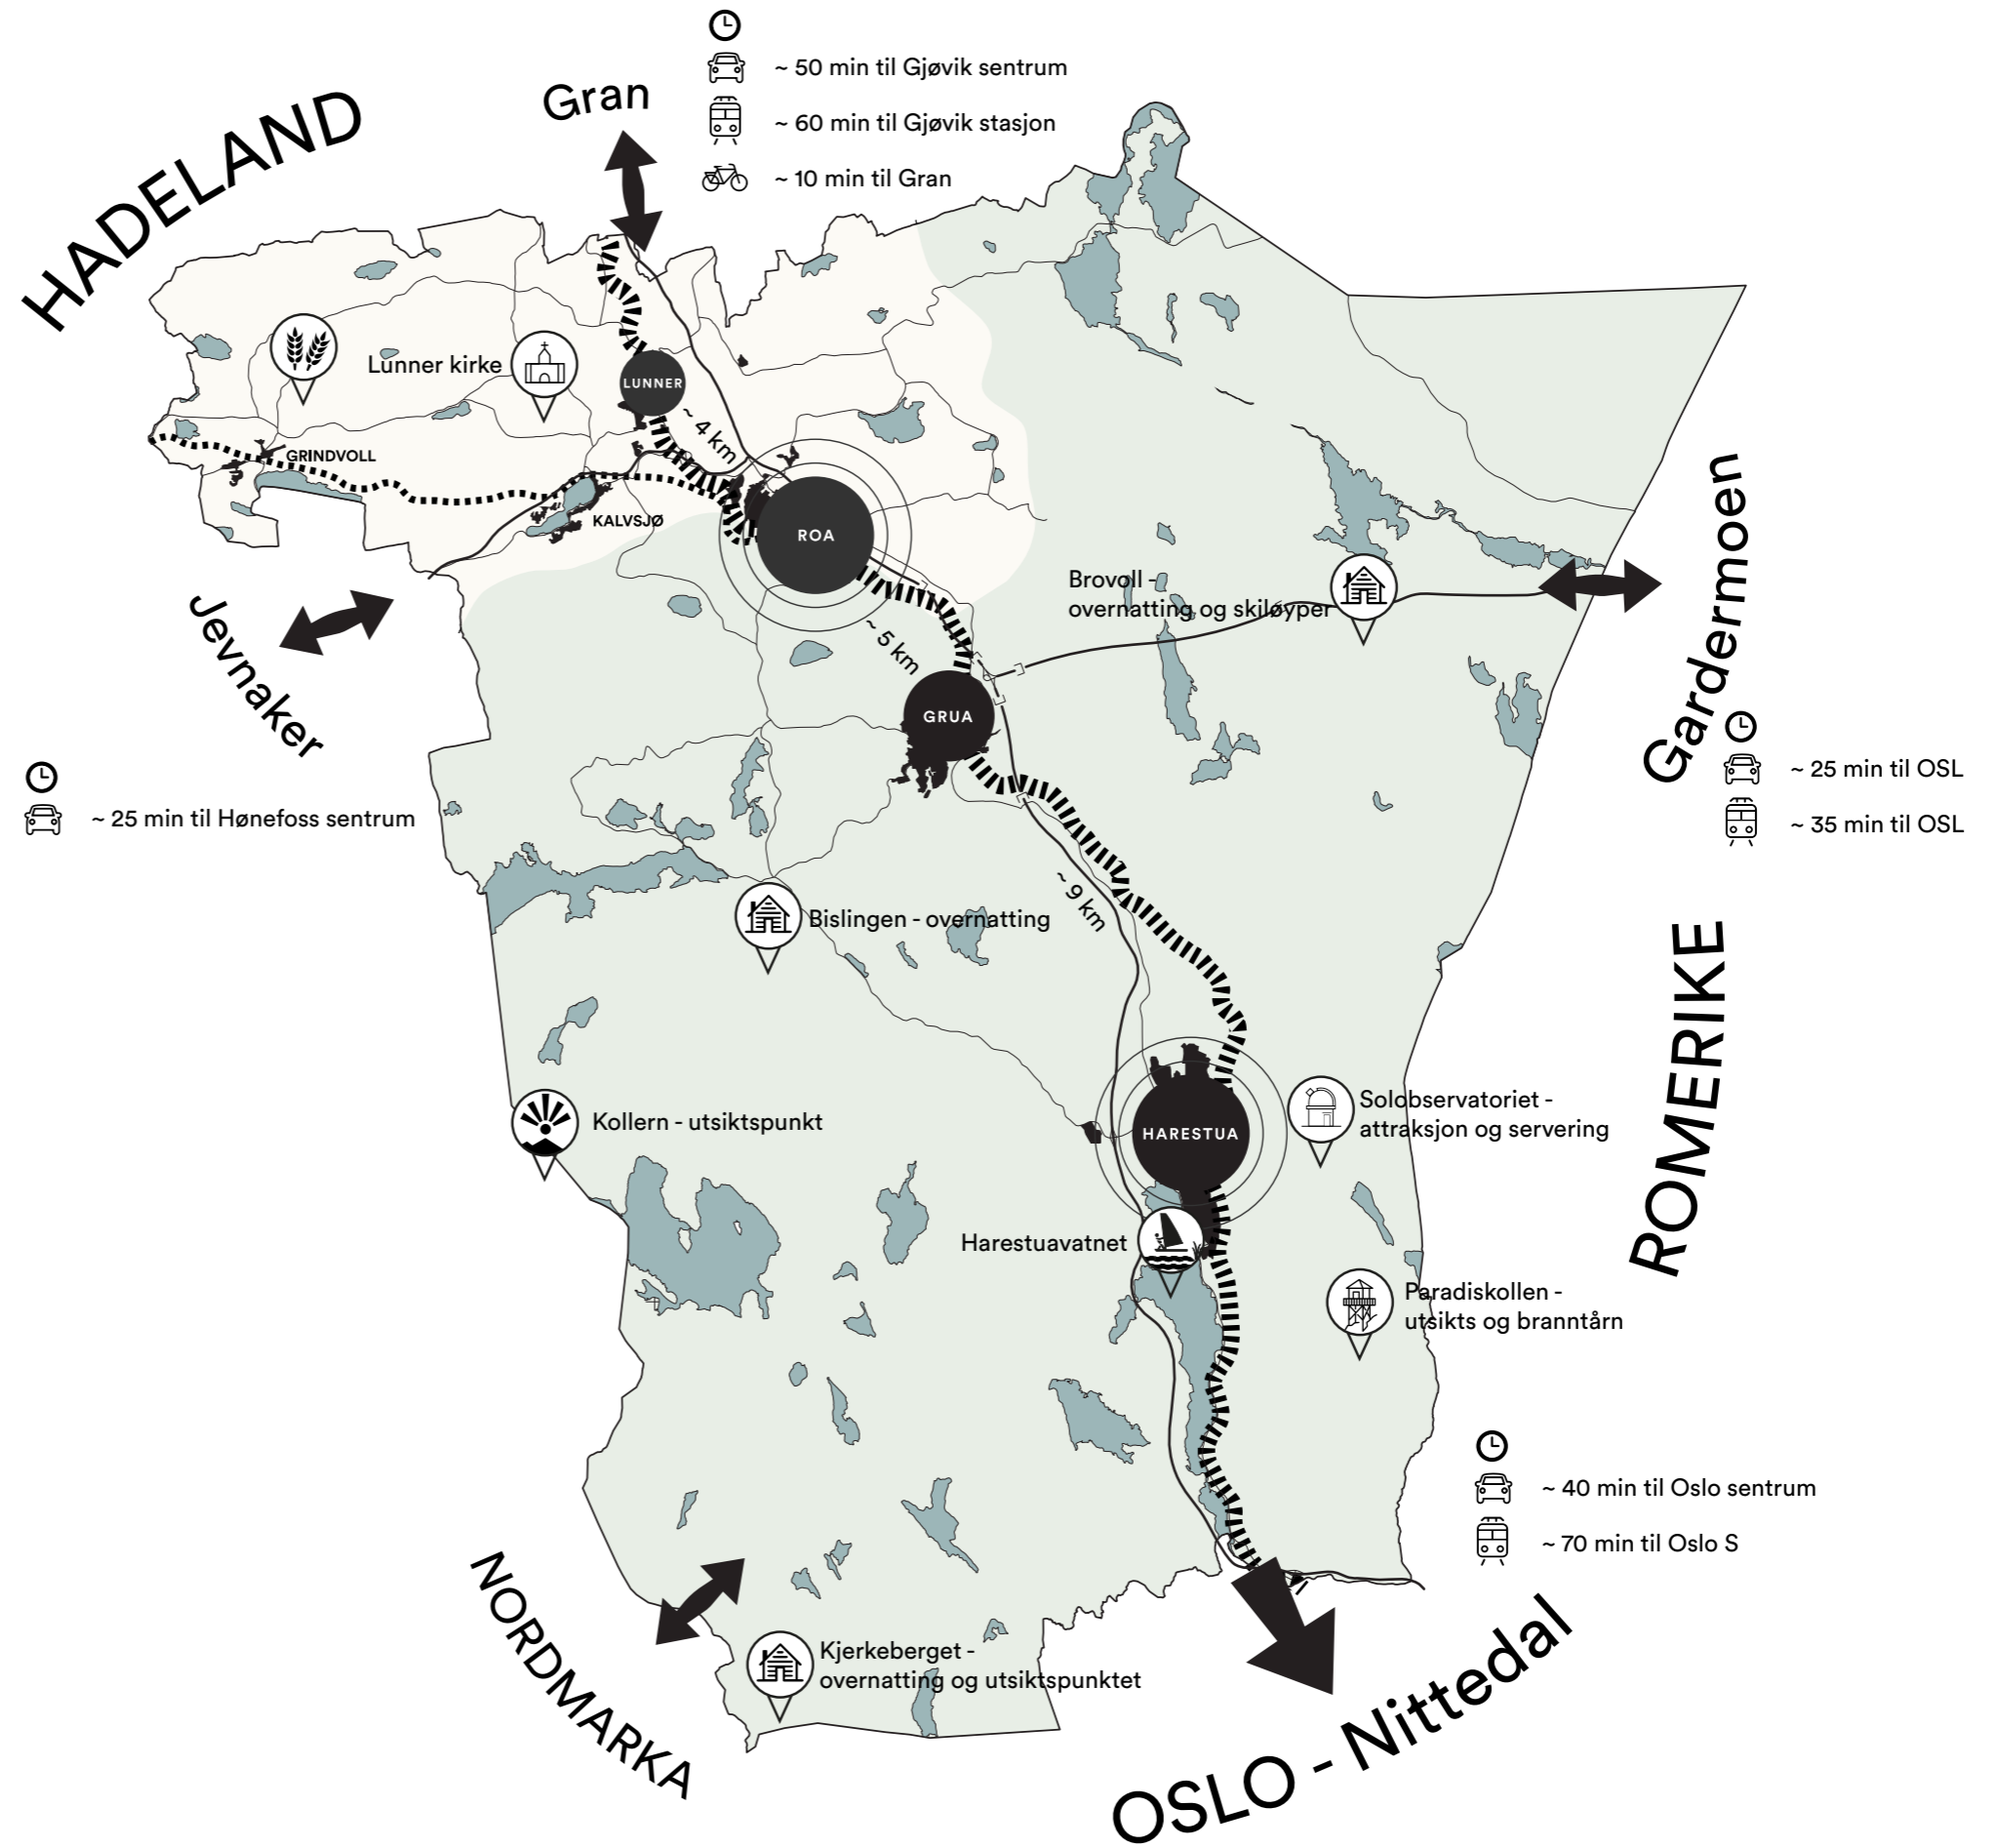 ~ 50 min til Gjøvik sentrum
~ 60 min til Gjøvik stasjon
~ 10 min til Gran
Gran
HADELAND
Lunner kirke
LUNNER
~ 4 km
GRINDVOLL
KALVSJØ
ROA
Jevnaker
~ 25 min til Hønefoss sentrum
~ 5 km
Brovoll -
overnatting og skiløyper
Gardermoen
~ 25 min til OSL
~ 35 min til OSL
GRUA
~ 9 km
Bislingen - overnatting
ROMERIKE
Kollern - utsiktspunkt
HARESTUA
Solobservatoriet -
attraksjon og servering
Harestuavatnet
Paradiskollen -
utsikts og branntårn
~ 40 min til Oslo sentrum
~ 70 min til Oslo S
NORDMARKA
Kjerkeberget -
overnatting og utsiktspunktet
OSLO - Nittedal